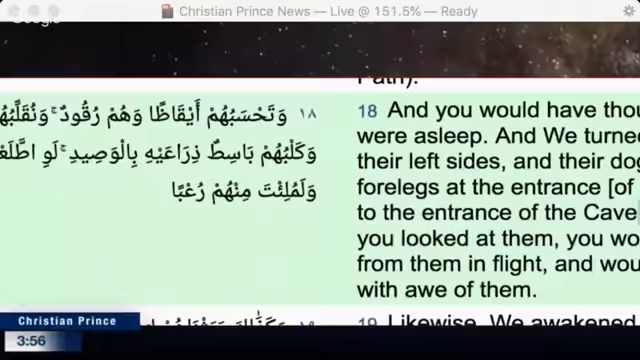 Christian Prince News — Live @ 151.5% — Ready
Google
Path).
١٨ وَتَحْسَبُهُمْ أَيْقَاظًا وَهُمْ رُقُودٌ ۚ وَنُقَلِّبُهُ
وَكَلْبُهُمْ بَاسِطٌ ذِرَاعَيْهِ بِالْوَصِيدِ ۚ لَوِ اطَّلَعْ
وَلَمُلِئْتَ مِنْهُمْ رُعْبًا
18 And you would have thou
were asleep. And We turne
their left sides, and their dog
forelegs at the entrance [of
to the entrance of the Cave
you looked at them, you wo
from them in flight, and wou
with awe of them.
19 Likewise, We awakened
Christian Prince
3:56